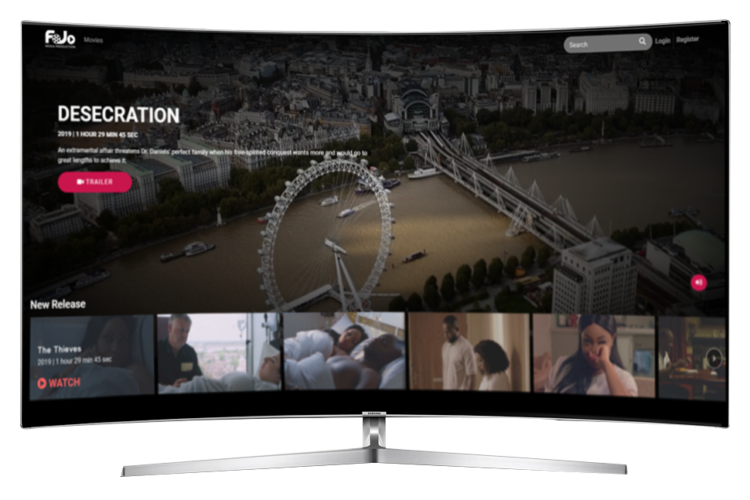 FoJo
Movies
Search
Login
Register
DESECRATION
2019 | 1 HOUR 29 MIN 45 SEC
An extramarital affair threatens Dr. Daniels' perfect family when his free-spirited conquest wants more and would go to
great lengths to achieve it
TRAILER
New Release
The Thieves
2019 | 1 hour 29 min 45 sec
WATCH
SAMSUNG